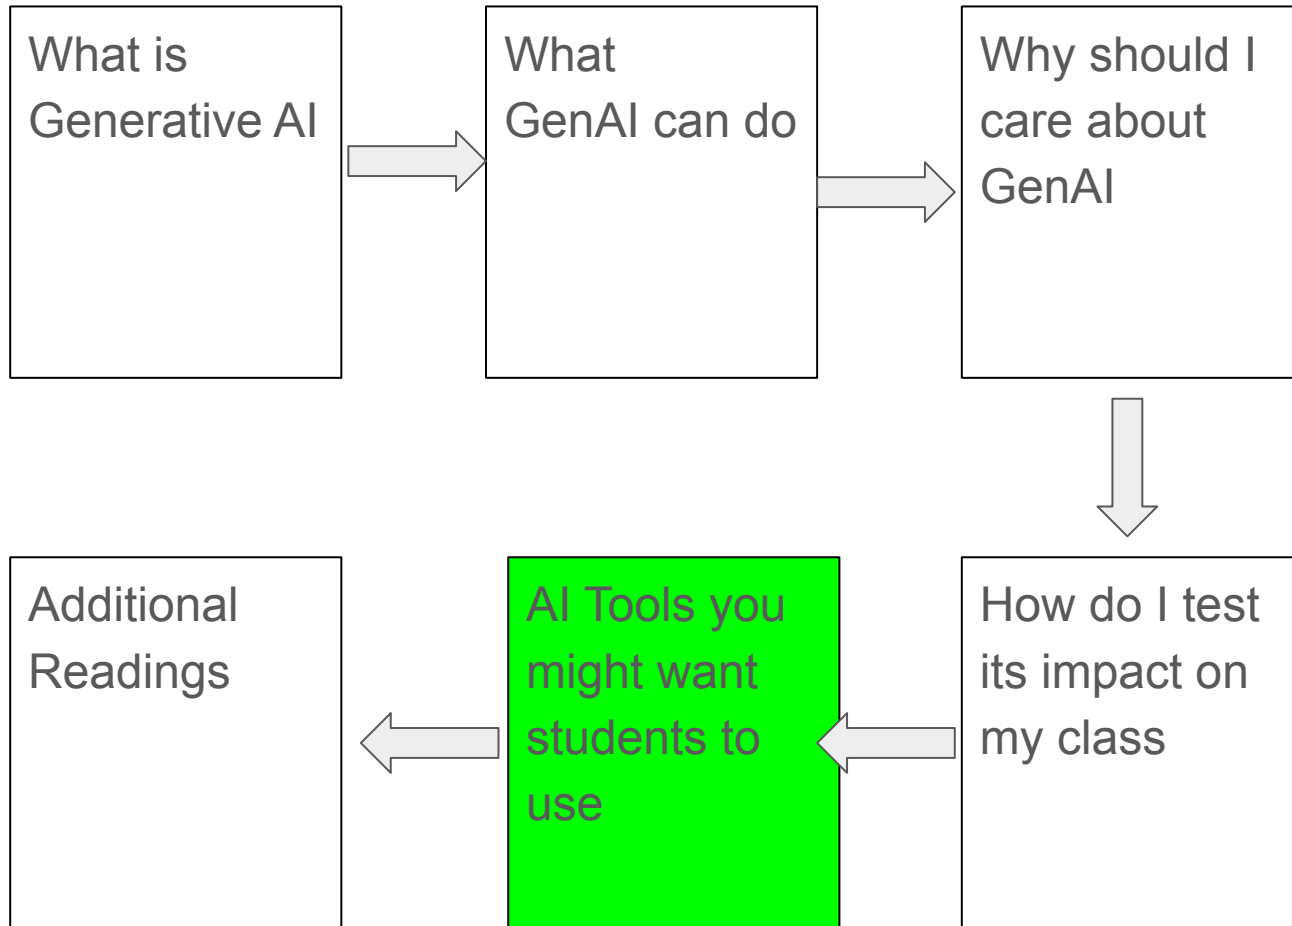 What is
Generative AI
What
GenAI can do
Why should I
care about
GenAI
How do I test
its impact on
my class
AI Tools you
might want
students to
use
Additional
Readings